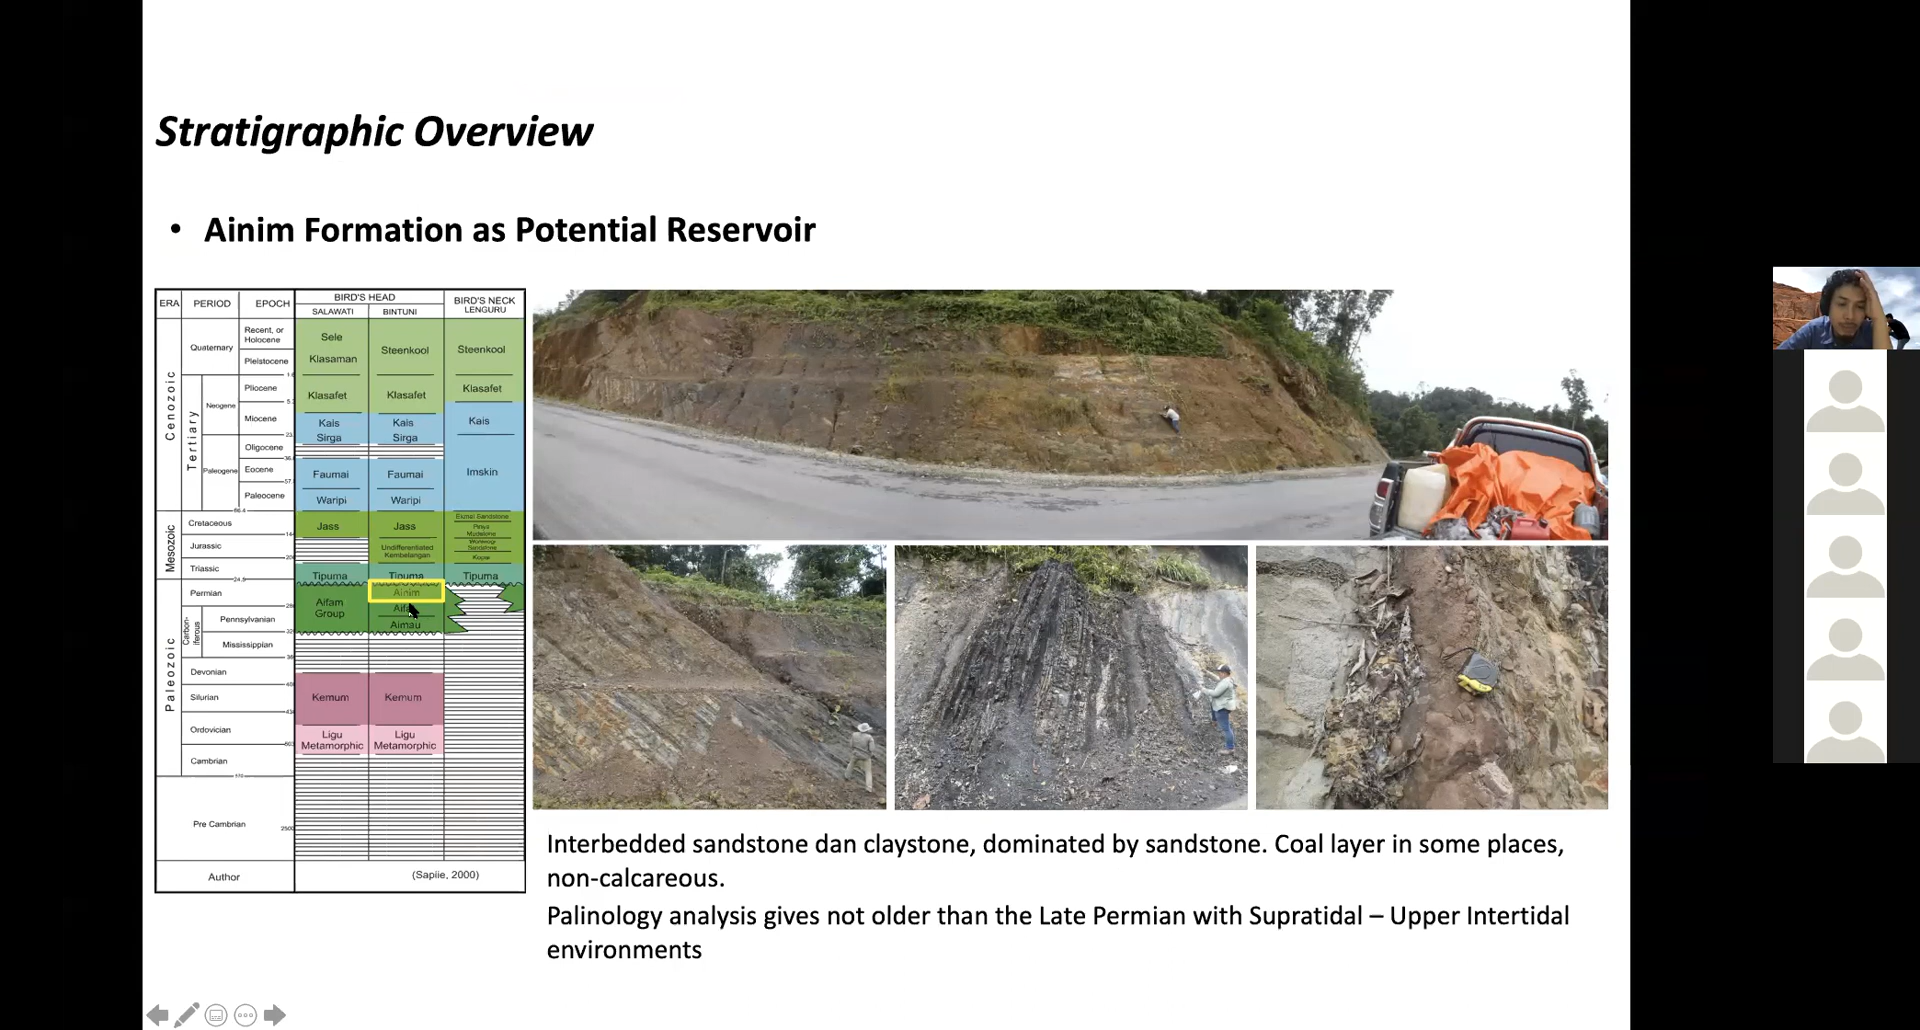 Stratigraphic Overview
• Ainim Formation as Potential Reservoir
ERA PERIOD EPOCH BIRD'S HEAD BIRD'S NECK
SALAWATI BINTUNI LENGURU
Cenozoic
Tertiary
Quaternary
Recent, or
Holocene
Pleistocene
Neogene
Pliocene
Miocene
Paleogene
Oligocene
Eocene
Paleocene
Mesozoic
Cretaceous
Jurassic
Triassic
Paleozoic
Permian
Carbon-
iferous
Pennsylvanian
Mississippian
Devonian
Silurian
Ordovician
Cambrian
Pre Cambrian
2500
Sele
Klasaman
Klasafet
Kais
Sirga
Faumai
Waripi
Jass
Tipuma
Aifam
Group
Kemum
Ligu
Metamorphic
Steenkool
Klasafet
Kais
Sirga
Faumai
Waripi
Jass
Undifferentiated
Kembelangan
Tipuma
Ainim
Aimau
Kemum
Ligu
Metamorphic
Steenkool
Klasafet
Kais
Imskin
Tipuma
Author (Sapiie, 2000)
Interbedded sandstone dan claystone, dominated by sandstone. Coal layer in some places,
non-calcareous.
Palinology analysis gives not older than the Late Permian with Supratidal – Upper Intertidal
environments